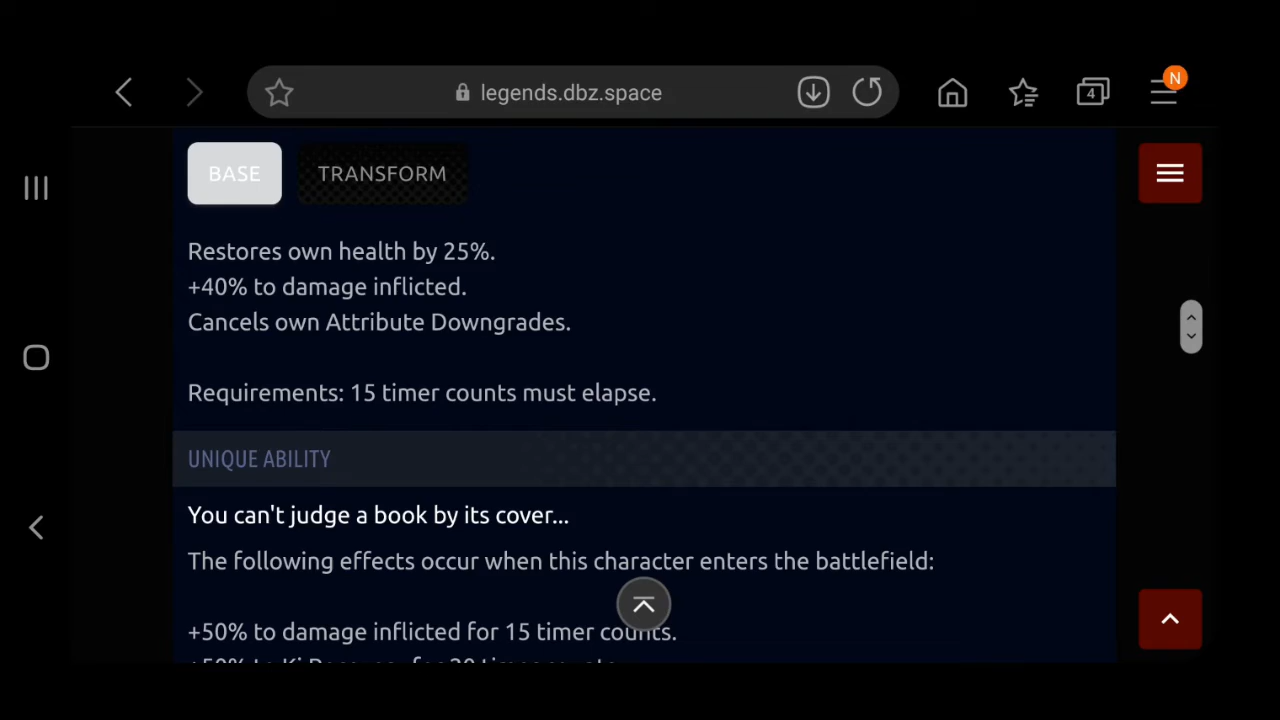 legends.dbz.space
4
N
BASE
TRANSFORM
Restores own health by 25%.
+40% to damage inflicted.
Cancels own Attribute Downgrades.
Requirements: 15 timer counts must elapse.
UNIQUE ABILITY
You can't judge a book by its cover...
The following effects occur when this character enters the battlefield:
+50% to damage inflicted for 15 timer counts.